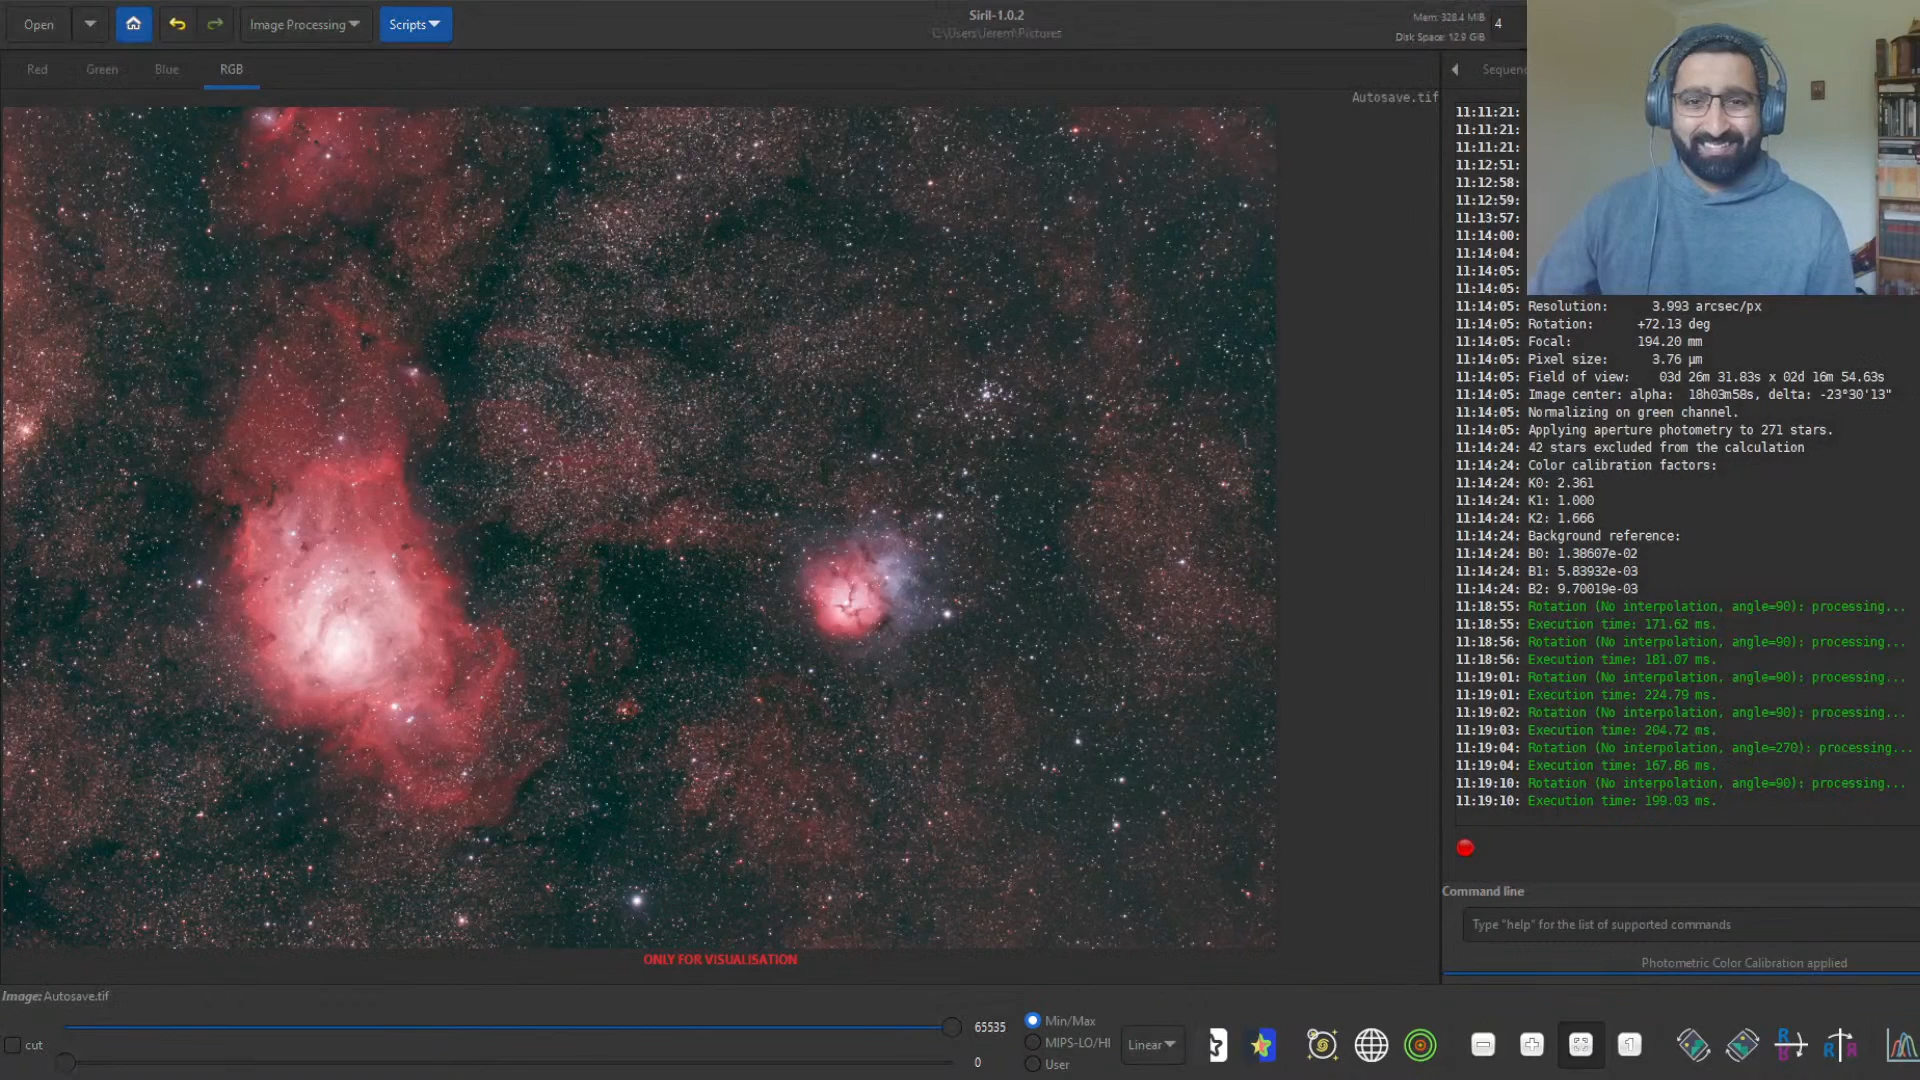 Open
Image Processing
Scripts
Siril-1.0.2
C:\Users\Jerem\Pictures
Mem: 328.4 MiB
Disk Space: 12.9 GiB
4
Red
Green
Blue
RGB
Sequenc
Autosave.tif
11:11:21:
11:11:21:
11:11:21:
11:12:51:
11:12:58:
11:12:59:
11:13:57:
11:14:00:
11:14:04:
11:14:05:
11:14:05:
11:14:05: Resolution: 3.993 arcsec/px
11:14:05: Rotation: +72.13 deg
11:14:05: Focal: 194.20 mm
11:14:05: Pixel size: 3.76 µm
11:14:05: Field of view: 03d 26m 31.83s x 02d 16m 54.63s
11:14:05: Image center: alpha: 18h03m58s, delta: -23°30'13"
11:14:05: Normalizing on green channel.
11:14:05: Applying aperture photometry to 271 stars.
11:14:24: 42 stars excluded from the calculation
11:14:24: Color calibration factors:
11:14:24: K0: 2.361
11:14:24: K1: 1.000
11:14:24: K2: 1.666
11:14:24: Background reference:
11:14:24: B0: 1.38607e-02
11:14:24: B1: 5.83932e-03
11:14:24: B2: 9.70019e-03
11:18:55: Rotation (No interpolation, angle=90): processing...
11:18:55: Execution time: 171.62 ms.
11:18:56: Rotation (No interpolation, angle=90): processing...
11:18:56: Execution time: 181.07 ms.
11:19:01: Rotation (No interpolation, angle=90): processing...
11:19:01: Execution time: 224.79 ms.
11:19:02: Rotation (No interpolation, angle=90): processing...
11:19:03: Execution time: 204.72 ms.
11:19:04: Rotation (No interpolation, angle=270): processing...
11:19:04: Execution time: 167.86 ms.
11:19:10: Rotation (No interpolation, angle=90): processing...
11:19:10: Execution time: 199.03 ms.
Command line
Type "help" for the list of supported commands
ONLY FOR VISUALISATION
Photometric Color Calibration applied
Image: Autosave.tif
cut
65535
0
Min/Max
MIPS-LO/HI
User
Linear
1
R
R
R R